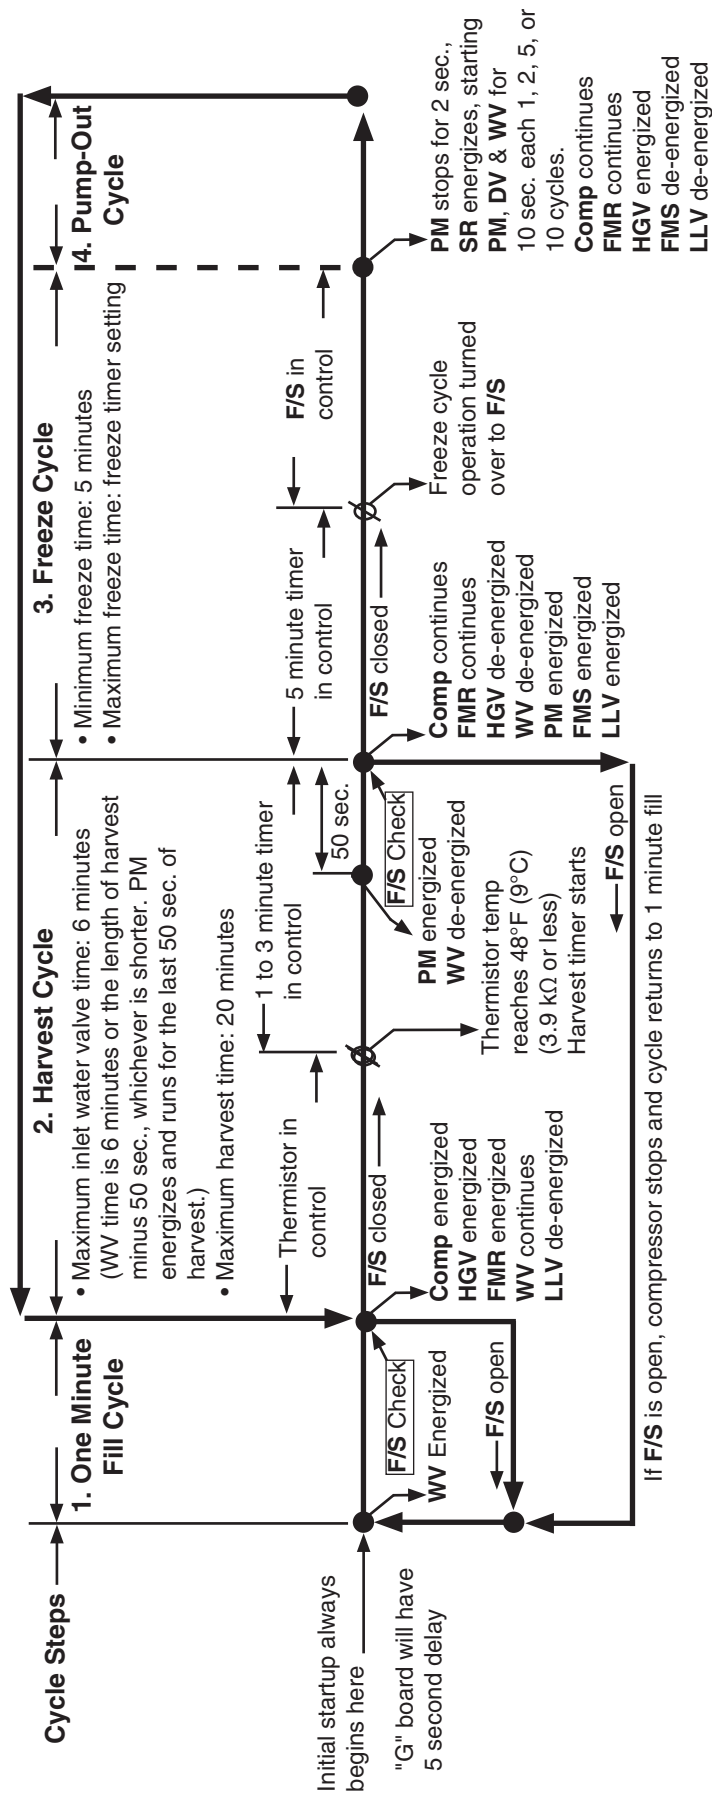 Cycle Steps
1. One Minute
Fill Cycle
2. Harvest Cycle
3. Freeze Cycle
4. Pump-Out
Cycle
• Maximum inlet water valve time: 6 minutes
(WV time is 6 minutes or the length of harvest
minus 50 sec., whichever is shorter. PM
energizes and runs for the last 50 sec. of
harvest.)
• Maximum harvest time: 20 minutes
• Minimum freeze time: 5 minutes
• Maximum freeze time: freeze timer setting
Thermistor in
control
1 to 3 minute timer
in control
50 sec.
5 minute timer
in control
F/S in
control
Initial startup always
begins here
"G" board will have
5 second delay
F/S Check
WV Energized
F/S open
F/S closed
Comp energized
HGV energized
FMR energized
WV continues
LLV de-energized
Thermistor temp
reaches 48°F (9°C)
(3.9 kΩ or less)
Harvest timer starts
PM energized
WV de-energized
F/S Check
F/S closed
Comp continues
FMR continues
HGV de-energized
WV de-energized
PM energized
FMS energized
LLV energized
Freeze cycle
operation turned
over to F/S
PM stops for 2 sec.,
SR energizes, starting
PM, DV & WV for
10 sec. each 1, 2, 5, or
10 cycles.
Comp continues
FMR continues
HGV energized
FMS de-energized
LLV de-energized
F/S open
If F/S is open, compressor stops and cycle returns to 1 minute fill